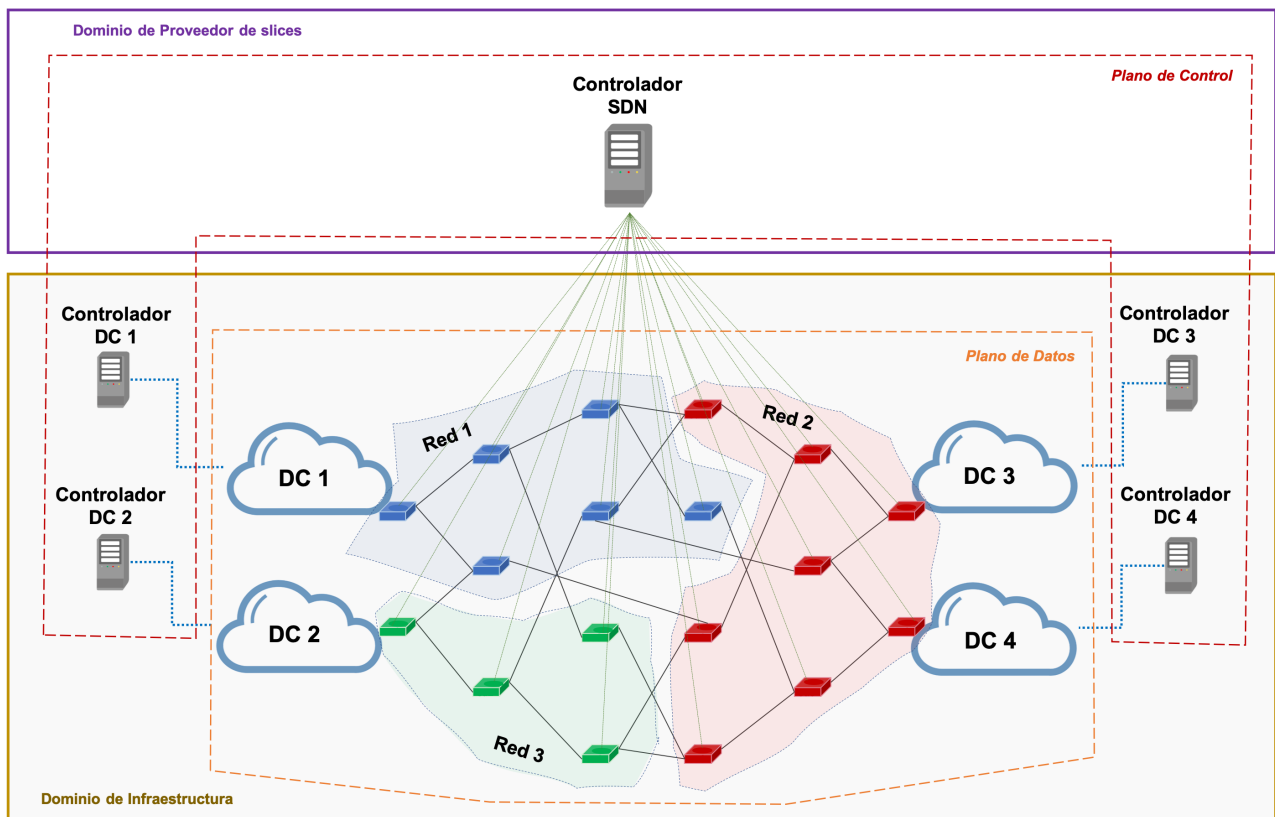 Dominio de Proveedor de slices
Plano de Control
Controlador
SDN
Controlador
DC 1
Controlador
DC 3
Plano de Datos
Red 1
Red 2
DC 1
DC 3
Controlador
DC 2
Controlador
DC 4
DC 2
DC 4
Red 3
Dominio de Infraestructura